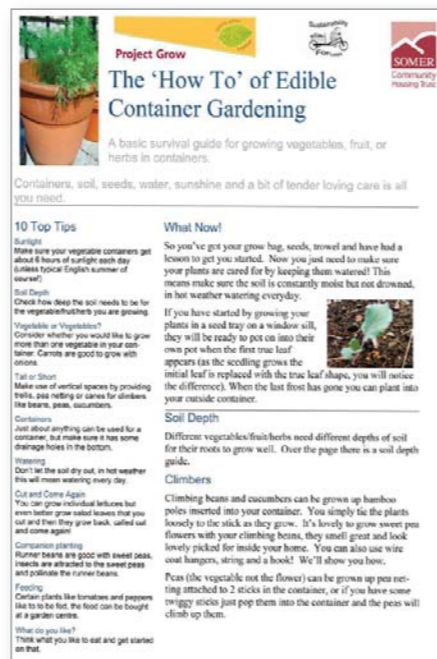 Project Grow
Sustainability
SOMER
Community
Housing Trust
The 'How To' of Edible
Container Gardening
A basic survival guide for growing vegetables, fruit, or
herbs in containers.
Containers, soil, seeds, water, sunshine and a bit of tender loving care is all
you need.
10 Top Tips
Sunlight
Make sure your vegetable containers get
about 6 hours of sunlight each day
(unless typical English summer of
course!)
Soil Depth
Check how deep the soil needs to be for
the vegetable/fruit/herb you are growing.
Vegetable or Vegetables?
Consider whether you would like to grow
more than one vegetable in your con-
tainer. Carrots are good to grow with
onions.
Tall or Short
Make use of vertical spaces by providing
trellis, pea netting or canes for climbers
like beans, peas, cucumbers.
Containers
Just about anything can be used for a
container, but make sure it has some
drainage holes in the bottom.
Watering
Don't let the soil dry out, in hot weather
this will mean watering every day.
Cut and Come Again
You can grow individual lettuces but
even better grow salad leaves that you
cut and then they grow back, called cut
and come again!
Companion planting
Runner beans are good with sweet peas,
insects are attracted to the sweet peas
and pollinate the runner beans.
Feeding
Certain plants like tomatoes and peppers
like to to be fed, the food can be bought
at a garden centre.
What do you like?
Think what you like to eat and get started
on that.
What Now!
So you've got your grow bag, seeds, trowel and have had a
lesson to get you started. Now you just need to make sure
your plants are cared for by keeping them watered! This
means make sure the soil is constantly moist but not drowned,
in hot weather watering everyday.
If you have started by growing your
plants in a seed tray on a window sill,
they will be ready to pot on into their
own pot when the first true leaf
appears (as the seedling grows the
initial leaf is replaced with the true leaf shape, you will notice
the difference). When the last frost has gone you can plant into
your outside container.
Soil Depth
Different vegetables/fruit/herbs need different depths of soil
for their roots to grow well. Over the page there is a soil depth
guide.
Climbers
Climbing beans and cucumbers can be grown up bamboo
poles inserted into your container. You simply tie the plants
loosely to the stick as they grow. It's lovely to grow sweet pea
flowers with your climbing beans, they smell great and look
lovely picked for inside your home. You can also use wire
coat hangers, string and a hook! We'll show you how.
Peas (the vegetable not the flower) can be grown up pea net-
ting attached to 2 sticks in the container, or if you have some
twiggy sticks just pop them into the container and the peas will
climb up them.